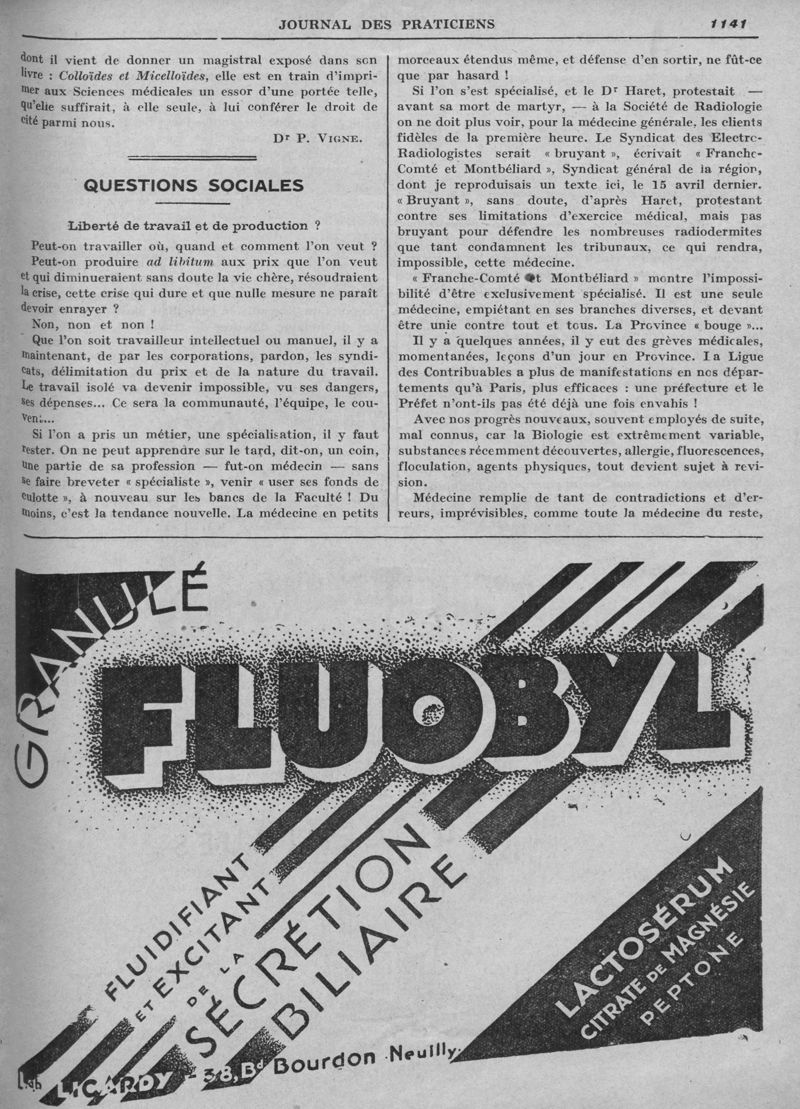 JOURNAL DES PRATICIENS 1141
dont il vient de donner un magistral exposé dans son
livre : Colloïdes et Micelloïdes, elle est en train d'impri-
mer aux Sciences médicales un essor d'une portée telle,
qu'elle suffirait, à elle seule, à lui conférer le droit de
cité parmi nous.
Dr P. VIGNE.
QUESTIONS SOCIALES
Liberté de travail et de production ?
Peut-on travailler où, quand et comment l'on veut ?
Peut-on produire ad libitum aux prix que l'on veut
et qui diminueraient sans doute la vie chère, résoudraient
la crise, cette crise qui dure et que nulle mesure ne paraît
devoir enrayer ?
Non, non et non !
Que l'on soit travailleur intellectuel ou manuel, il y a
maintenant, de par les corporations, pardon, les syndi-
cats, délimitation du prix et de la nature du travail.
Le travail isolé va devenir impossible, vu ses dangers,
ses dépenses... Ce sera la communauté, l'équipe, le cou-
vent...
Si l'on a pris un métier, une spécialisation, il y faut
rester. On ne peut apprendre sur le tard, dit-on, un coin,
une partie de sa profession — fut-on médecin — sans
se faire breveter « spécialiste », venir « user ses fonds de
culotte », à nouveau sur les bancs de la Faculté ! Du
moins, c'est la tendance nouvelle. La médecine en petits
morceaux étendus même, et défense d'en sortir, ne fût-ce
que par hasard !
Si l'on s'est spécialisé, et le Dr Haret, protestait —
avant sa mort de martyr, — à la Société de Radiologie
on ne doit plus voir, pour la médecine générale, les clients
fidèles de la première heure. Le Syndicat des Electro-
Radiologistes serait « bruyant », écrivait « Franche-
Comté et Montbéliard », Syndicat général de la région,
dont je reproduisais un texte ici, le 15 avril dernier.
« Bruyant », sans doute, d'après Haret, protestant
contre ses limitations d'exercice médical, mais pas
bruyant pour défendre les nombreuses radiodermites
que tant condamnent les tribunaux, ce qui rendra,
impossible, cette médecine.
« Franche-Comté et Montbéliard » montre l'impossi-
bilité d'être exclusivement spécialisé. Il est une seule
médecine, empiétant en ses branches diverses, et devant
être unie contre tout et tous. La Province « bouge »...
Il y a quelques années, il y eut des grèves médicales,
momentanées, leçons d'un jour en Province. La Ligue
des Contribuables a plus de manifestations en nos dépar-
tements qu'à Paris, plus efficaces : une préfecture et le
Préfet n'ont-ils pas été déjà une fois envahis !
Avec nos progrès nouveaux, souvent employés de suite,
mal connus, car la Biologie est extrêmement variable,
substances récemment découvertes, allergie, fluorescences,
floculation, agents physiques, tout devient sujet à revi-
sion.
Médecine remplie de tant de contradictions et d'er-
reurs, imprévisibles, comme toute la médecine du reste,
GRANULÉ
FLUOBYL
FLUIDIFIANT
ET EXCITANT
DE LA
SÉCRÉTION
BILIAIRE
LACTOSÉRUM
CITRATE DE MAGNÉSIE
PEPTONE
Lab LICARDY - 38, Bd Bourdon - Neuilly.